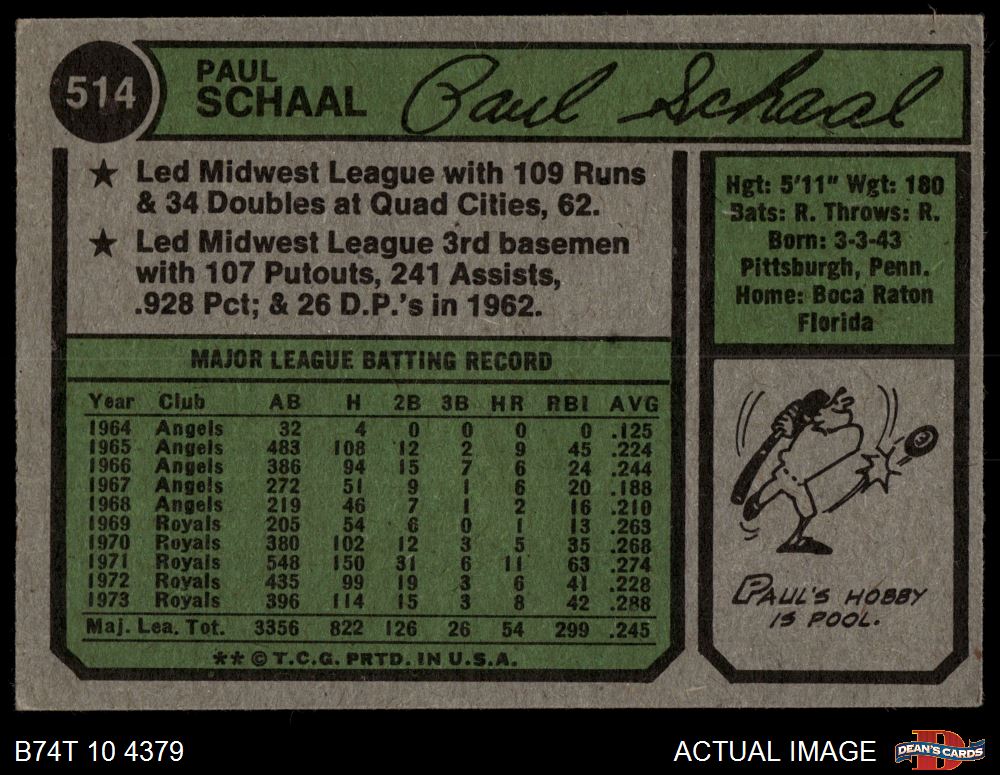 514
PAUL
SCHAAL
Paul Schaal
★ Led Midwest League with 109 Runs
& 34 Doubles at Quad Cities, 62.
★ Led Midwest League 3rd basemen
with 107 Putouts, 241 Assists,
.928 Pct; & 26 D.P.'s in 1962.
Hgt: 5'11" Wgt: 180
Bats: R. Throws: R.
Born: 3-3-43
Pittsburgh, Penn.
Home: Boca Raton
Florida
MAJOR LEAGUE BATTING RECORD
Year Club AB H 2B 3B HR RBI AVG
1964 Angels 32 4 0 0 0 0 .125
1965 Angels 483 108 12 2 9 45 .224
1966 Angels 386 94 15 7 6 24 .244
1967 Angels 272 51 9 1 6 20 .188
1968 Angels 219 46 7 1 2 16 .210
1969 Royals 205 54 6 0 1 13 .263
1970 Royals 380 102 12 3 5 35 .268
1971 Royals 548 150 31 6 11 63 .274
1972 Royals 435 99 19 3 6 41 .228
1973 Royals 396 114 15 3 8 42 .288
Maj. Lea. Tot. 3356 822 126 26 54 299 .245
** © T.C.G. PRTD. IN U.S.A.
8
PAUL'S HOBBY
IS POOL.
B74T 10 4379
ACTUAL IMAGE
DEAN'S CARDS